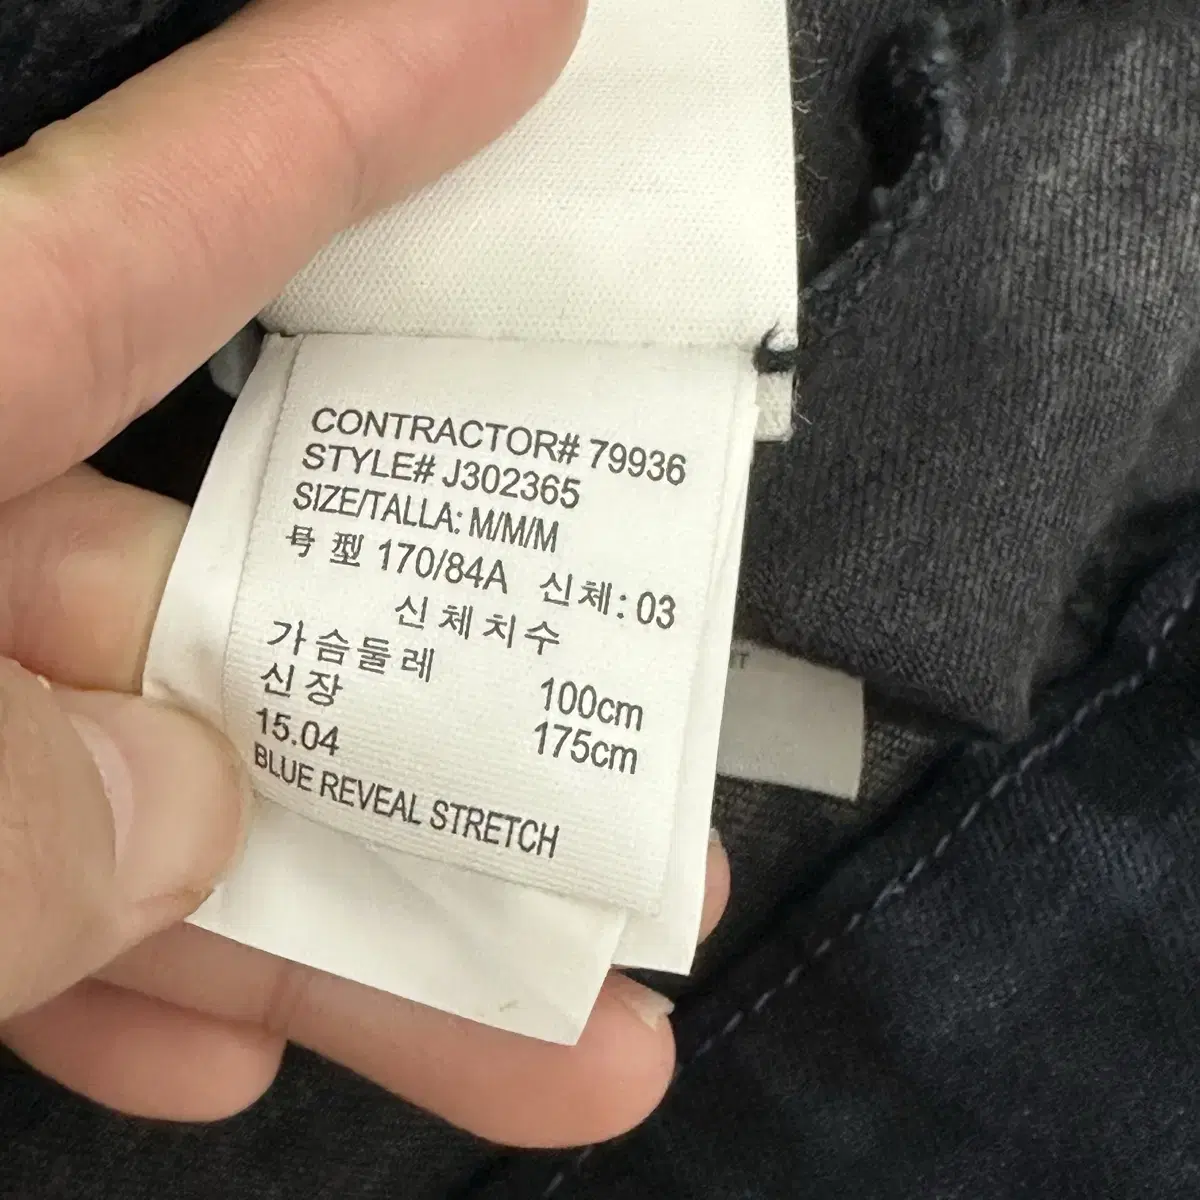 CONTRACTOR# 79936
STYLE# J302365
SIZE/TALLA: M/M/M
号 型 170/84A 신체: 03
신체치수
가슴둘레 100cm
신장 175cm
15.04
BLUE REVEAL STRETCH